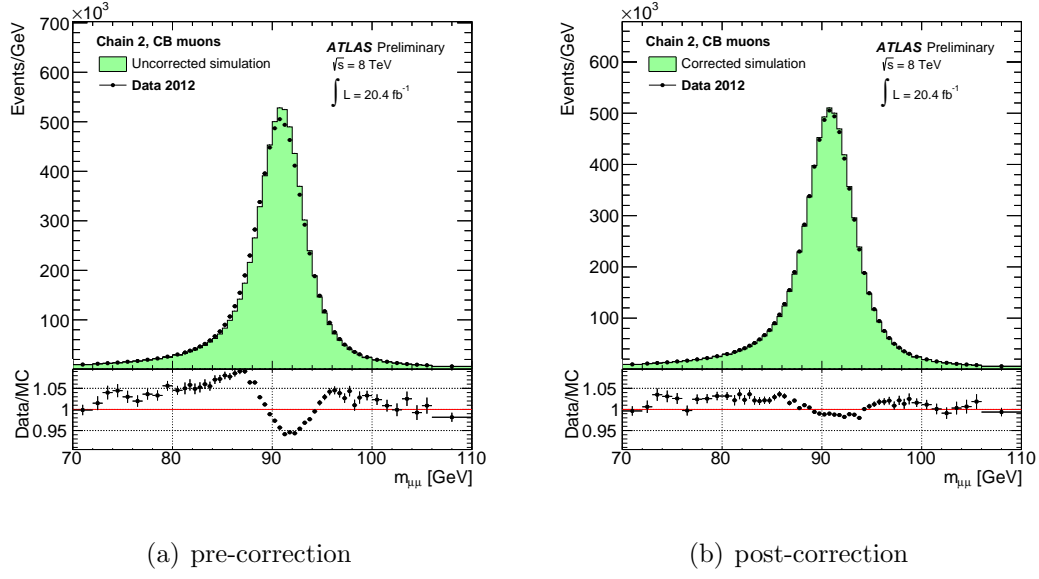 ×10³
Events/GeV
700
600
500
400
300
200
100
Chain 2, CB muons
Uncorrected simulation
Data 2012
ATLAS Preliminary
√s = 8 TeV
∫ L = 20.4 fb⁻¹
Data/MC
1.05
1
0.95
70 80 90 100 110
mμμ [GeV]
×10³
Events/GeV
600
500
400
300
200
100
Chain 2, CB muons
Corrected simulation
Data 2012
ATLAS Preliminary
√s = 8 TeV
∫ L = 20.4 fb⁻¹
Data/MC
1.05
1
0.95
70 80 90 100 110
mμμ [GeV]
(a) pre-correction
(b) post-correction